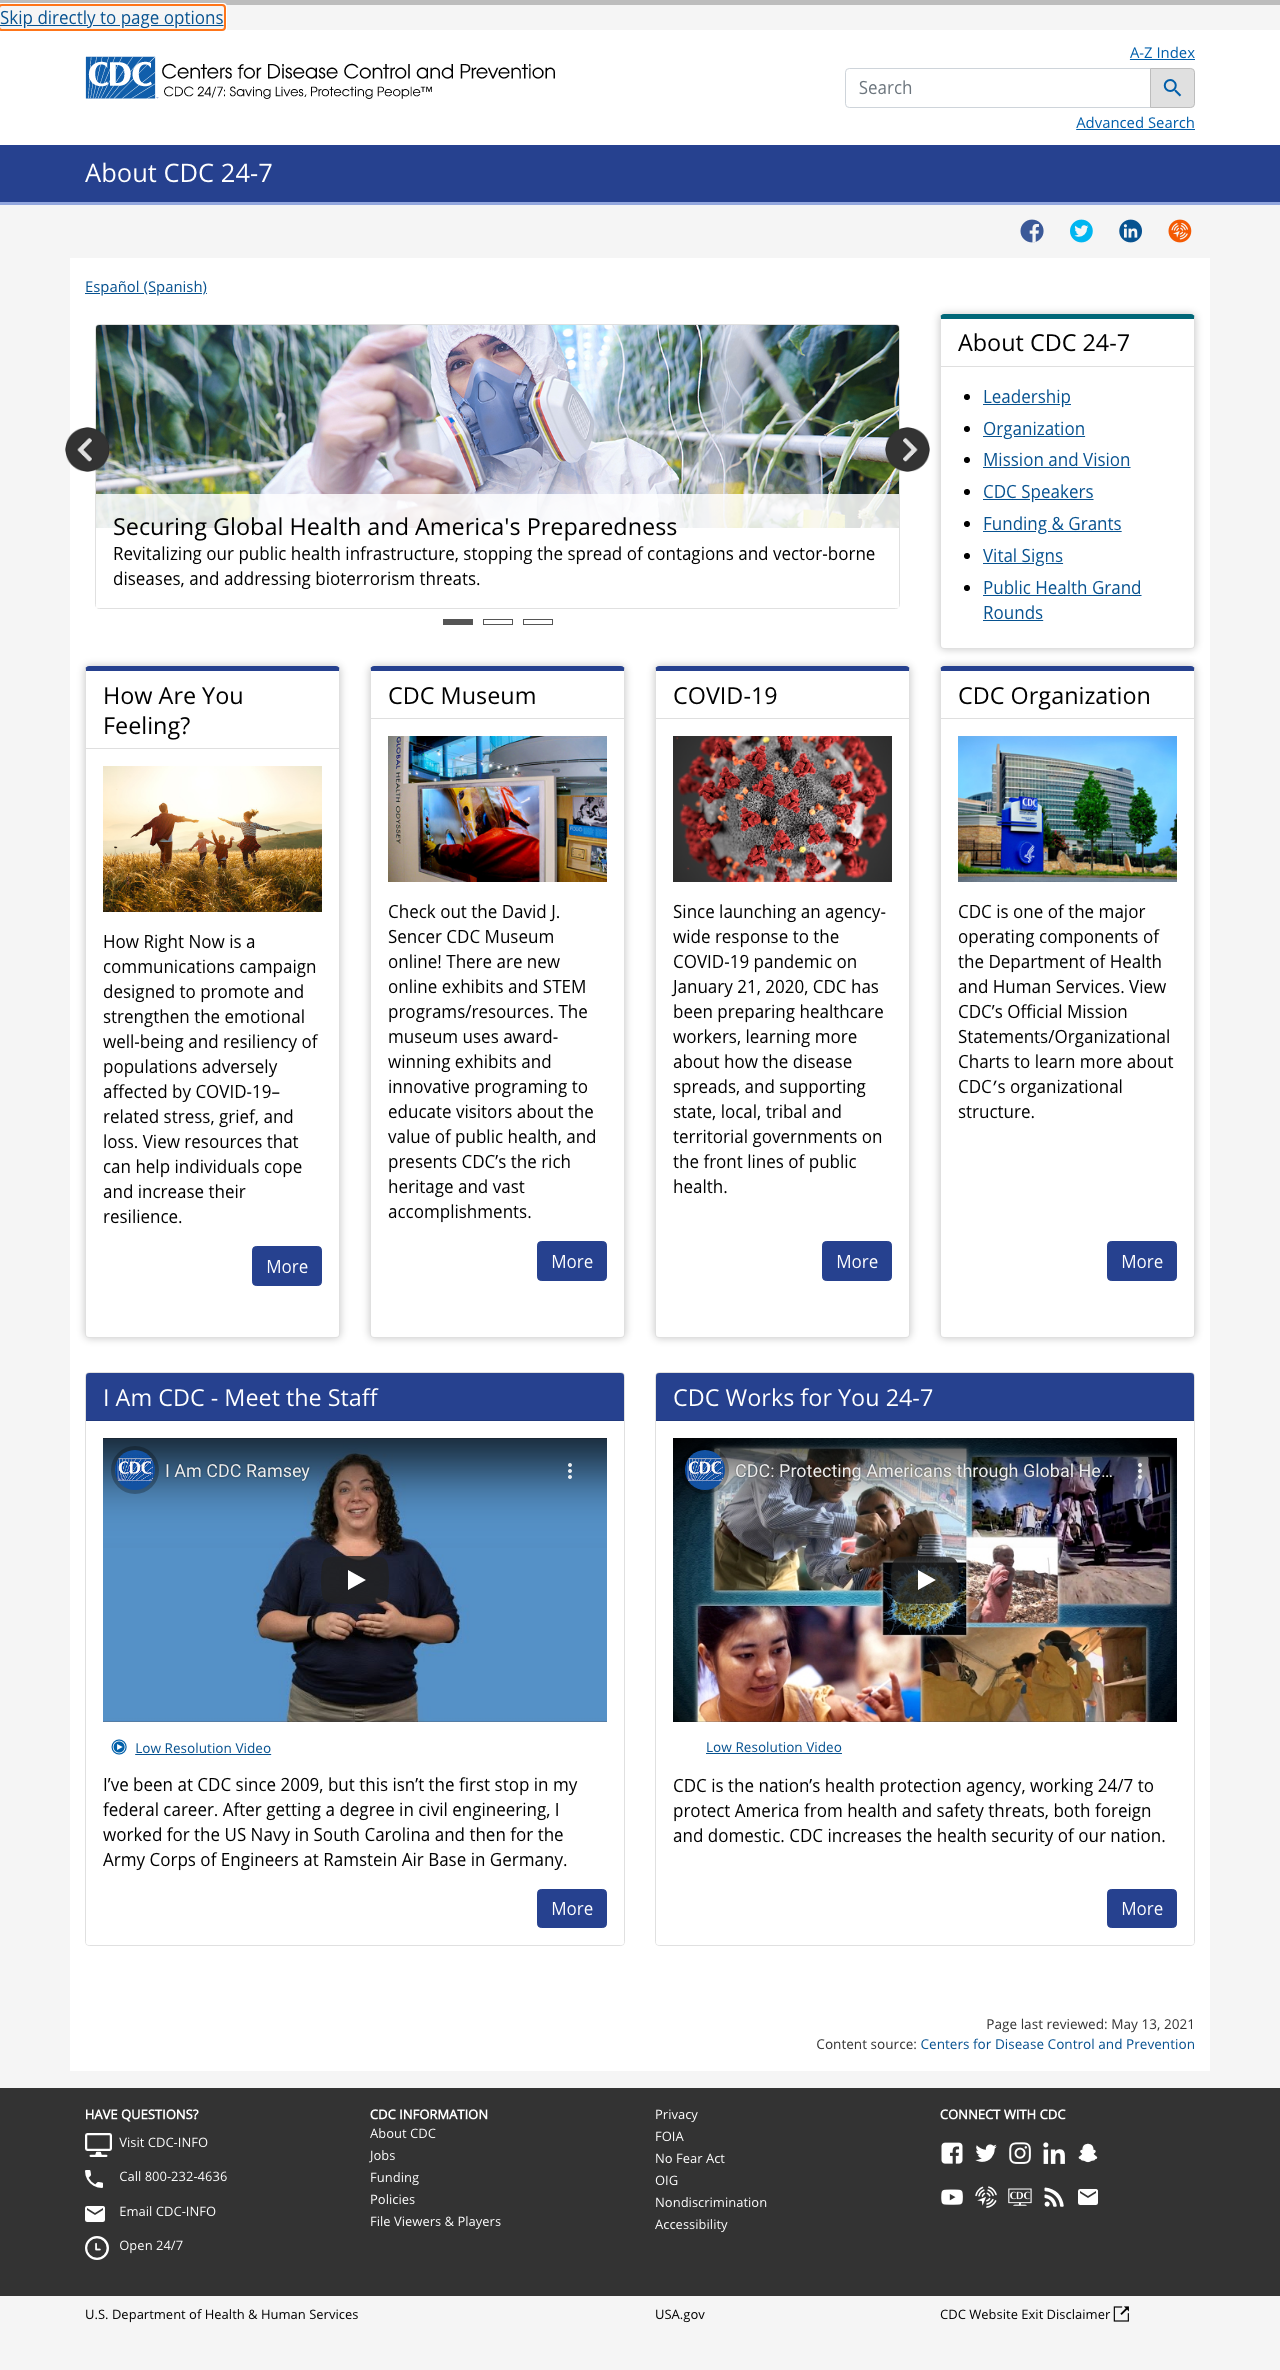 Skip directly to page options
A-Z Index
CDC Centers for Disease Control and Prevention
CDC 24/7: Saving Lives, Protecting People™
Search
Advanced Search
About CDC 24-7
Español (Spanish)
Securing Global Health and America's Preparedness
Revitalizing our public health infrastructure, stopping the spread of contagions and vector-borne
diseases, and addressing bioterrorism threats.
About CDC 24-7
Leadership
Organization
Mission and Vision
CDC Speakers
Funding & Grants
Vital Signs
Public Health Grand
Rounds
How Are You
Feeling?
How Right Now is a
communications campaign
designed to promote and
strengthen the emotional
well-being and resiliency of
populations adversely
affected by COVID-19–
related stress, grief, and
loss. View resources that
can help individuals cope
and increase their
resilience.
More
CDC Museum
GLOBAL HEALTH ODYSSEY
Check out the David J.
Sencer CDC Museum
online! There are new
online exhibits and STEM
programs/resources. The
museum uses award-
winning exhibits and
innovative programing to
educate visitors about the
value of public health, and
presents CDC’s the rich
heritage and vast
accomplishments.
More
COVID-19
Since launching an agency-
wide response to the
COVID-19 pandemic on
January 21, 2020, CDC has
been preparing healthcare
workers, learning more
about how the disease
spreads, and supporting
state, local, tribal and
territorial governments on
the front lines of public
health.
More
CDC Organization
CDC
CDC is one of the major
operating components of
the Department of Health
and Human Services. View
CDC’s Official Mission
Statements/Organizational
Charts to learn more about
CDC′s organizational
structure.
More
I Am CDC - Meet the Staff
CDC
I Am CDC Ramsey
Low Resolution Video
I’ve been at CDC since 2009, but this isn’t the first stop in my
federal career. After getting a degree in civil engineering, I
worked for the US Navy in South Carolina and then for the
Army Corps of Engineers at Ramstein Air Base in Germany.
More
CDC Works for You 24-7
CDC
CDC: Protecting Americans through Global He...
Low Resolution Video
CDC is the nation’s health protection agency, working 24/7 to
protect America from health and safety threats, both foreign
and domestic. CDC increases the health security of our nation.
More
Page last reviewed: May 13, 2021
Content source: Centers for Disease Control and Prevention
HAVE QUESTIONS?
Visit CDC-INFO
Call 800-232-4636
Email CDC-INFO
Open 24/7
CDC INFORMATION
About CDC
Jobs
Funding
Policies
File Viewers & Players
Privacy
FOIA
No Fear Act
OIG
Nondiscrimination
Accessibility
CONNECT WITH CDC
CDC
U.S. Department of Health & Human Services
USA.gov
CDC Website Exit Disclaimer